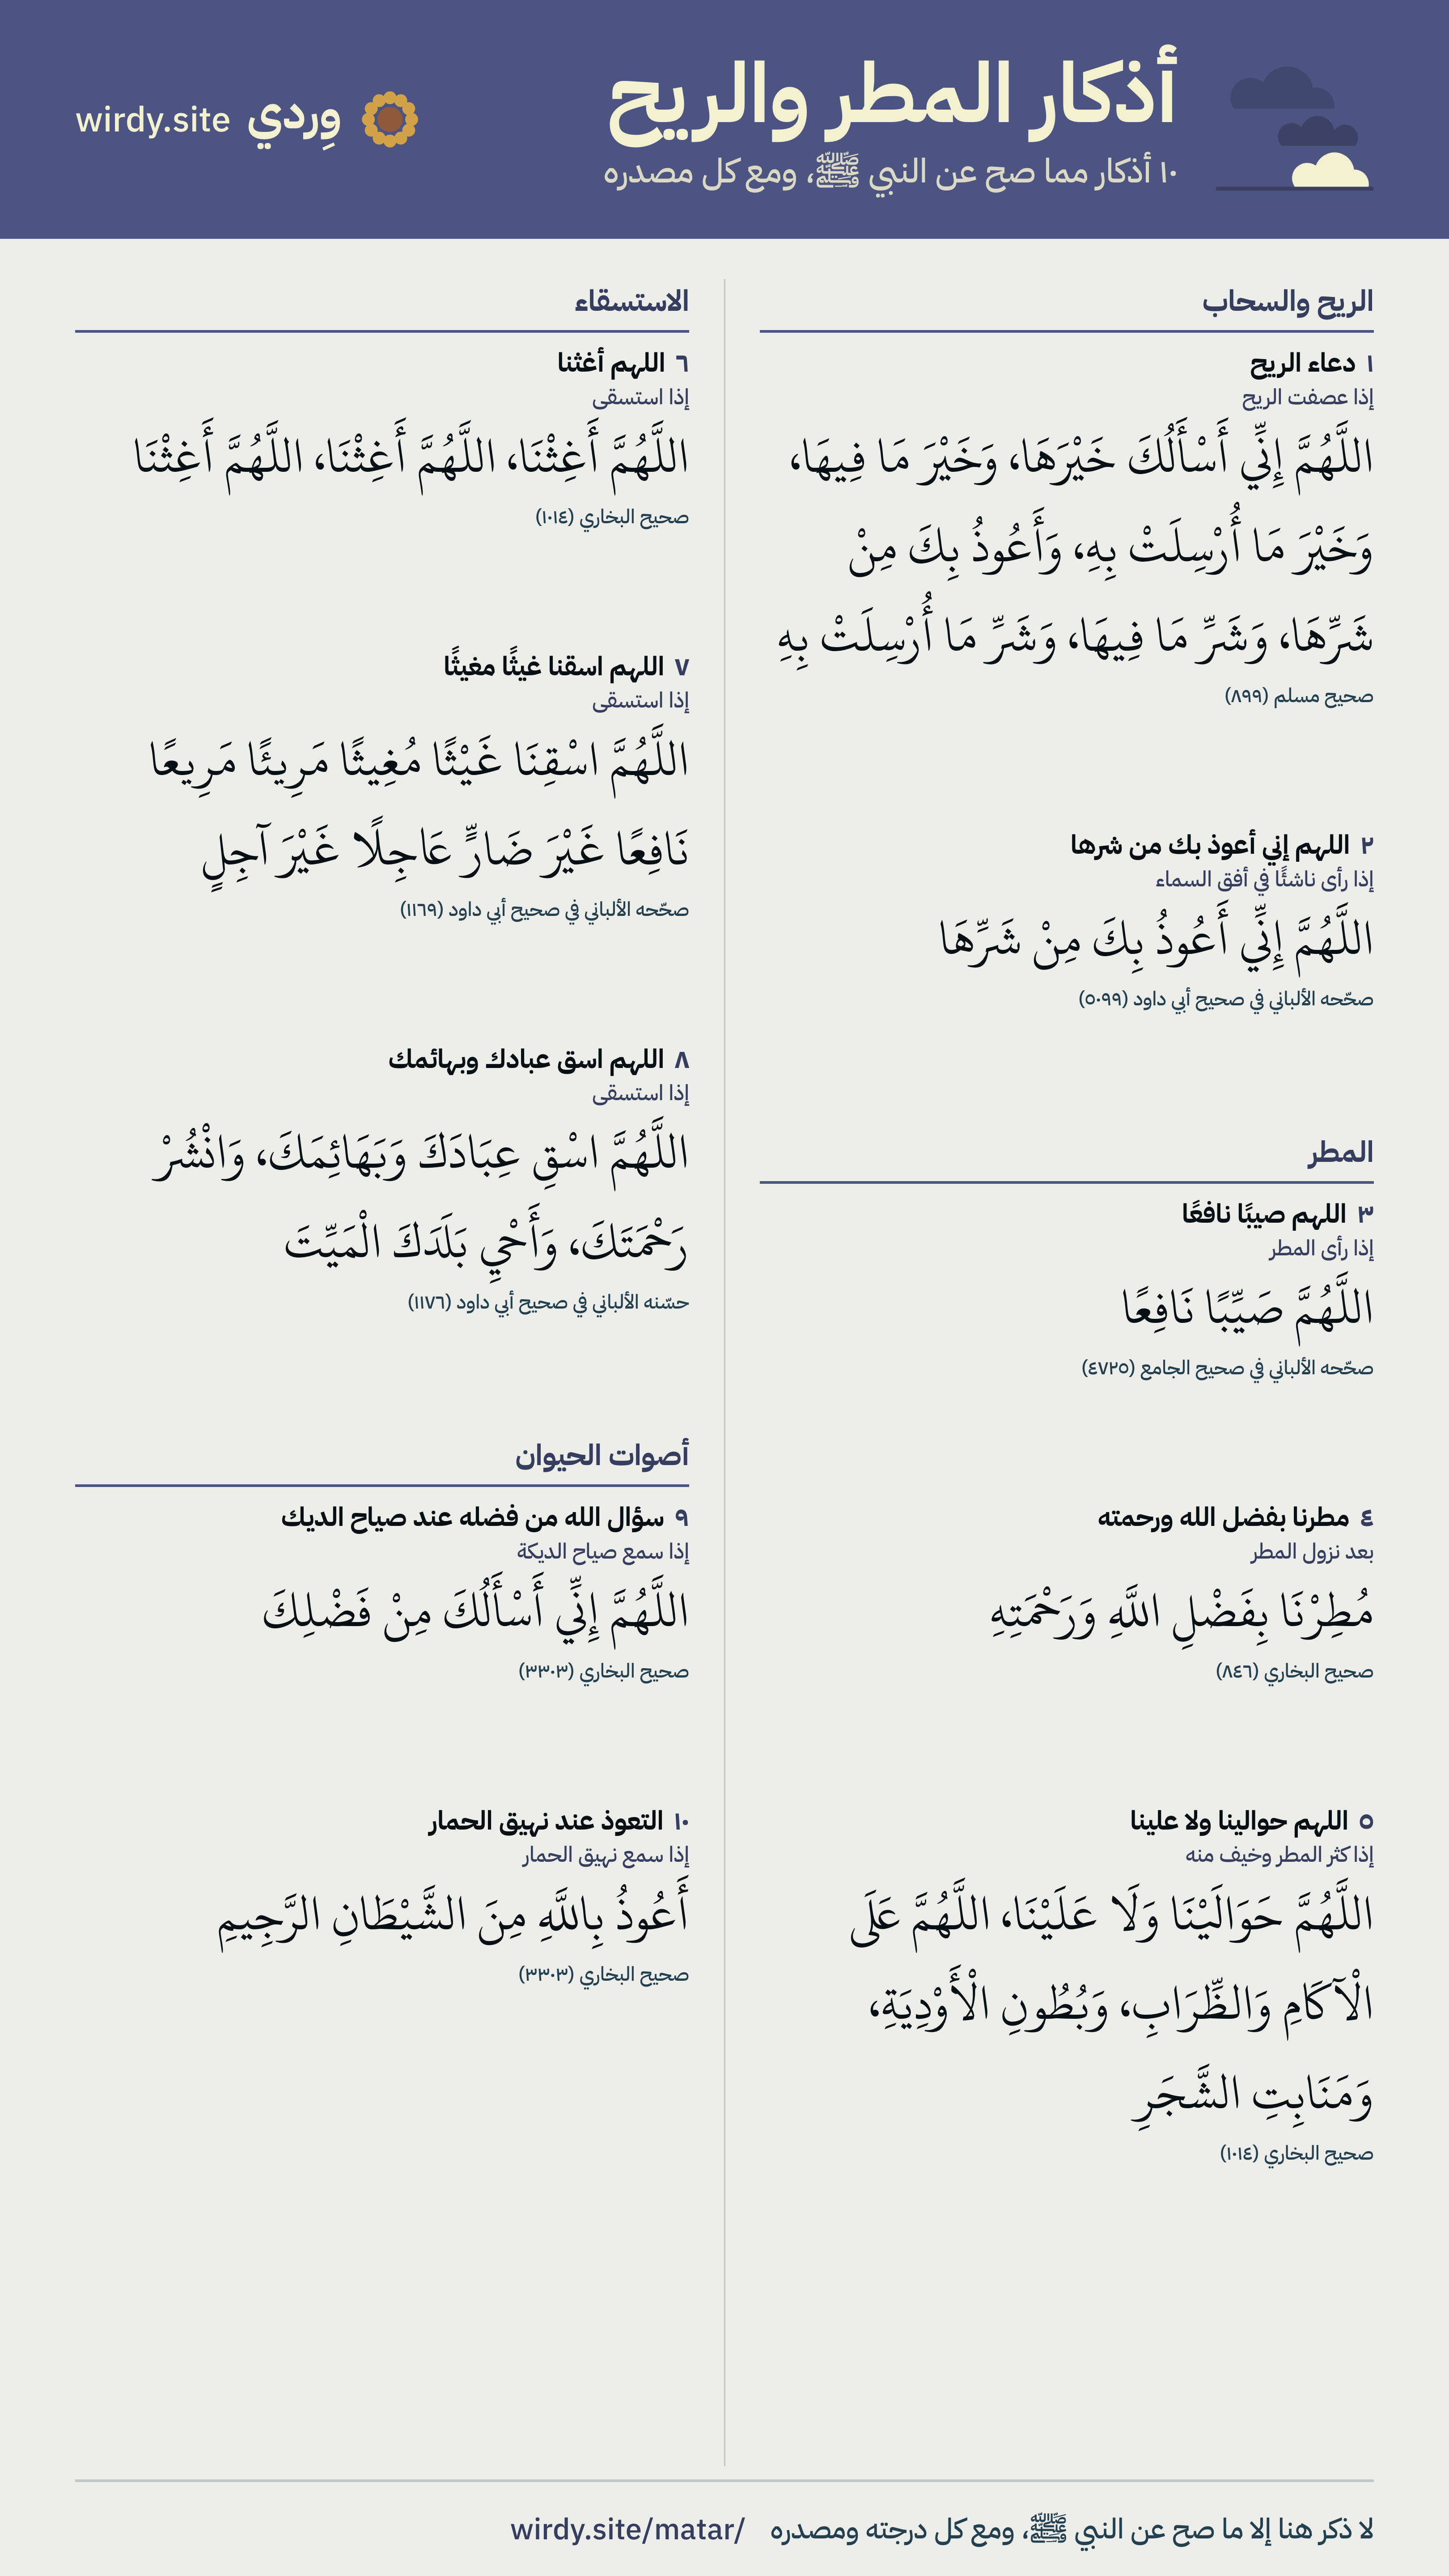 أذكار المطر والريح
١٠ أذكار مما صح عن النبي ﷺ، ومع كل مصدره
وِردي wirdy.site
الريح والسحاب
١ دعاء الريح
إذا عصفت الريح
اللَّهُمَّ إِنِّي أَسْأَلُكَ خَيْرَهَا، وَخَيْرَ مَا فِيهَا،
وَخَيْرَ مَا أُرْسِلَتْ بِهِ، وَأَعُوذُ بِكَ مِنْ
شَرِّهَا، وَشَرِّ مَا فِيهَا، وَشَرِّ مَا أُرْسِلَتْ بِهِ
صحيح مسلم (٨٩٩)
٢ اللهم إني أعوذ بك من شرها
إذا رأى ناشئًا في أفق السماء
اللَّهُمَّ إِنِّي أَعُوذُ بِكَ مِنْ شَرِّهَا
صحّحه الألباني في صحيح أبي داود (٥٠٩٩)
المطر
٣ اللهم صيبًا نافعًا
إذا رأى المطر
اللَّهُمَّ صَيِّبًا نَافِعًا
صحّحه الألباني في صحيح الجامع (٤٧٢٥)
٤ مطرنا بفضل الله ورحمته
بعد نزول المطر
مُطِرْنَا بِفَضْلِ اللَّهِ وَرَحْمَتِهِ
صحيح البخاري (٨٤٦)
٥ اللهم حوالينا ولا علينا
إذا كثر المطر وخيف منه
اللَّهُمَّ حَوَالَيْنَا وَلَا عَلَيْنَا، اللَّهُمَّ عَلَى
الْآكَامِ وَالظِّرَابِ، وَبُطُونِ الْأَوْدِيَةِ،
وَمَنَابِتِ الشَّجَرِ
صحيح البخاري (١٠١٤)
الاستسقاء
٦ اللهم أغثنا
إذا استسقى
اللَّهُمَّ أَغِثْنَا، اللَّهُمَّ أَغِثْنَا، اللَّهُمَّ أَغِثْنَا
صحيح البخاري (١٠١٤)
٧ اللهم اسقنا غيثًا مغيثًا
إذا استسقى
اللَّهُمَّ اسْقِنَا غَيْثًا مُغِيثًا مَرِيئًا مَرِيعًا
نَافِعًا غَيْرَ ضَارٍّ عَاجِلًا غَيْرَ آجِلٍ
صحّحه الألباني في صحيح أبي داود (١١٦٩)
٨ اللهم اسق عبادك وبهائمك
إذا استسقى
اللَّهُمَّ اسْقِ عِبَادَكَ وَبَهَائِمَكَ، وَانْشُرْ
رَحْمَتَكَ، وَأَحْيِ بَلَدَكَ الْمَيِّتَ
حسّنه الألباني في صحيح أبي داود (١١٧٦)
أصوات الحيوان
٩ سؤال الله من فضله عند صياح الديك
إذا سمع صياح الديكة
اللَّهُمَّ إِنِّي أَسْأَلُكَ مِنْ فَضْلِكَ
صحيح البخاري (٣٣٠٣)
١٠ التعوذ عند نهيق الحمار
إذا سمع نهيق الحمار
أَعُوذُ بِاللَّهِ مِنَ الشَّيْطَانِ الرَّجِيمِ
صحيح البخاري (٣٣٠٣)
لا ذكر هنا إلا ما صح عن النبي ﷺ، ومع كل درجته ومصدره wirdy.site/matar/